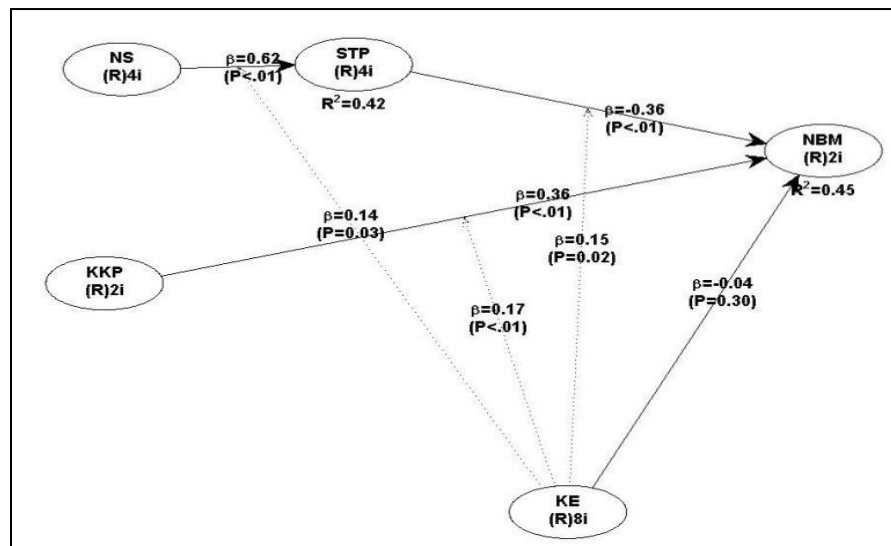 NS
(R)4i
β=0.62
(P<.01)
STP
(R)4i
R²=0.42
β=-0.36
(P<.01)
NBM
(R)2i
R²=0.45
β=0.36
(P<.01)
β=0.14
(P=0.03)
β=0.15
(P=0.02)
KKP
(R)2i
β=-0.04
(P=0.30)
β=0.17
(P<.01)
KE
(R)8i